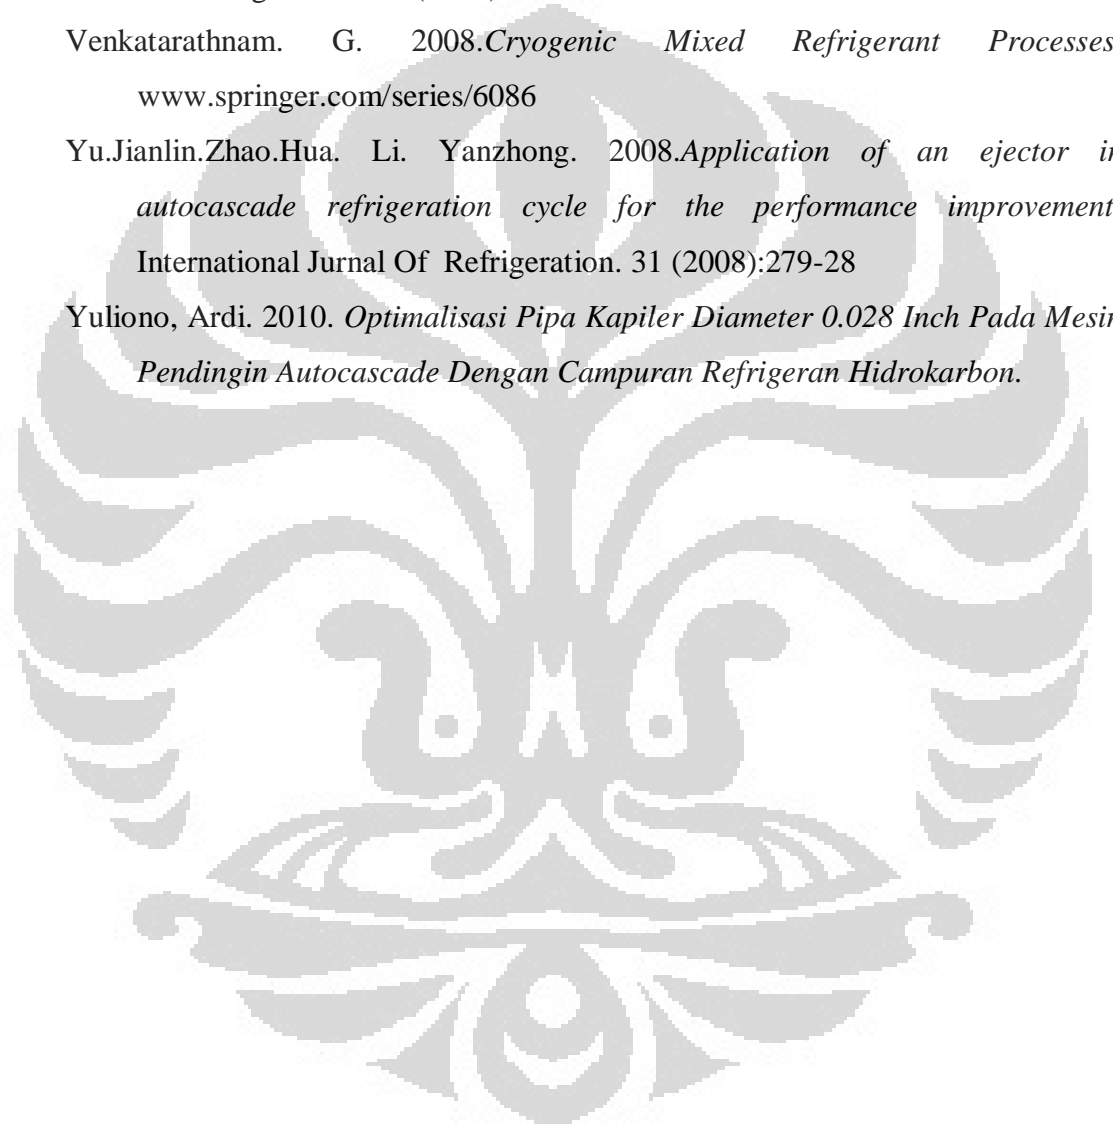 Venkatarathnam. G. 2008.Cryogenic Mixed Refrigerant Processes
www.springer.com/series/6086
Yu.Jianlin.Zhao.Hua. Li. Yanzhong. 2008.Application of an ejector in
autocascade refrigeration cycle for the performance improvement
International Jurnal Of Refrigeration. 31 (2008):279-28
Yuliono, Ardi. 2010. Optimalisasi Pipa Kapiler Diameter 0.028 Inch Pada Mesin
Pendingin Autocascade Dengan Campuran Refrigeran Hidrokarbon.